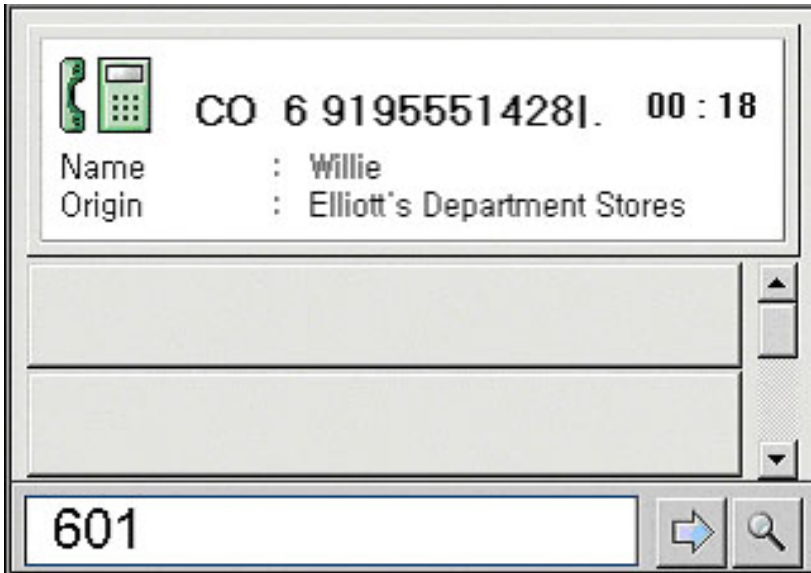 CO 6 9195551428|. 00 : 18
Name : Willie
Origin : Elliott's Department Stores
601